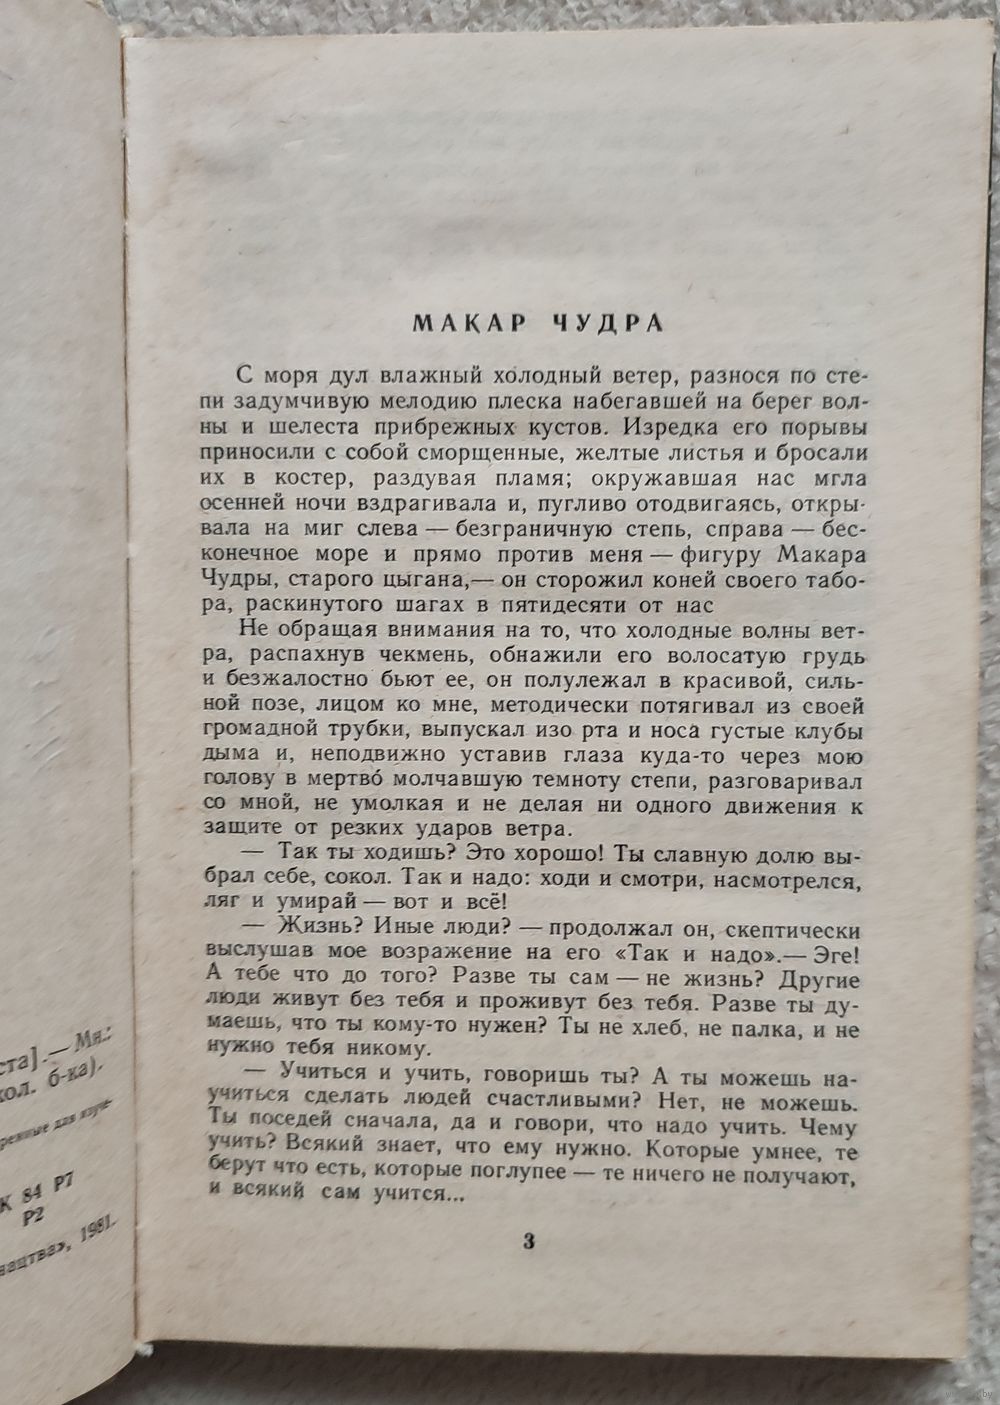 МАКАР ЧУДРА
С моря дул влажный холодный ветер, разнося по сте-
пи задумчивую мелодию плеска набегавшей на берег вол-
ны и шелеста прибрежных кустов. Изредка его порывы
приносили с собой сморщенные, желтые листья и бросали
их в костер, раздувая пламя; окружавшая нас мгла
осенней ночи вздрагивала и, пугливо отодвигаясь, откры-
вала на миг слева — безграничную степь, справа — бес-
конечное море и прямо против меня — фигуру Макара
Чудры, старого цыгана,— он сторожил коней своего табо-
ра, раскинутого шагах в пятидесяти от нас
Не обращая внимания на то, что холодные волны вет-
ра, распахнув чекмень, обнажили его волосатую грудь
и безжалостно бьют ее, он полулежал в красивой, силь-
ной позе, лицом ко мне, методически потягивал из своей
громадной трубки, выпускал изо рта и носа густые клубы
дыма и, неподвижно уставив глаза куда-то через мою
голову в мертво́ молчавшую темноту степи, разговаривал
со мной, не умолкая и не делая ни одного движения к
защите от резких ударов ветра.
— Так ты ходишь? Это хорошо! Ты славную долю вы-
брал себе, сокол. Так и надо: ходи и смотри, насмотрелся,
ляг и умирай — вот и всё!
— Жизнь? Иные люди? — продолжал он, скептически
выслушав мое возражение на его «Так и надо».— Эге!
А тебе что до того? Разве ты сам — не жизнь? Другие
люди живут без тебя и проживут без тебя. Разве ты ду-
маешь, что ты кому-то нужен? Ты не хлеб, не палка, и не
нужно тебя никому.
— Учиться и учить, говоришь ты? А ты можешь на-
учиться сделать людей счастливыми? Нет, не можешь.
Ты поседей сначала, да и говори, что надо учить. Чему
учить? Всякий знает, что ему нужно. Которые умнее, те
берут что есть, которые поглупее — те ничего не получают,
и всякий сам учится...
3
ста].— Мн.:
кол. б-ка).
для изуче-
К 84 Р7
Р2
1981.